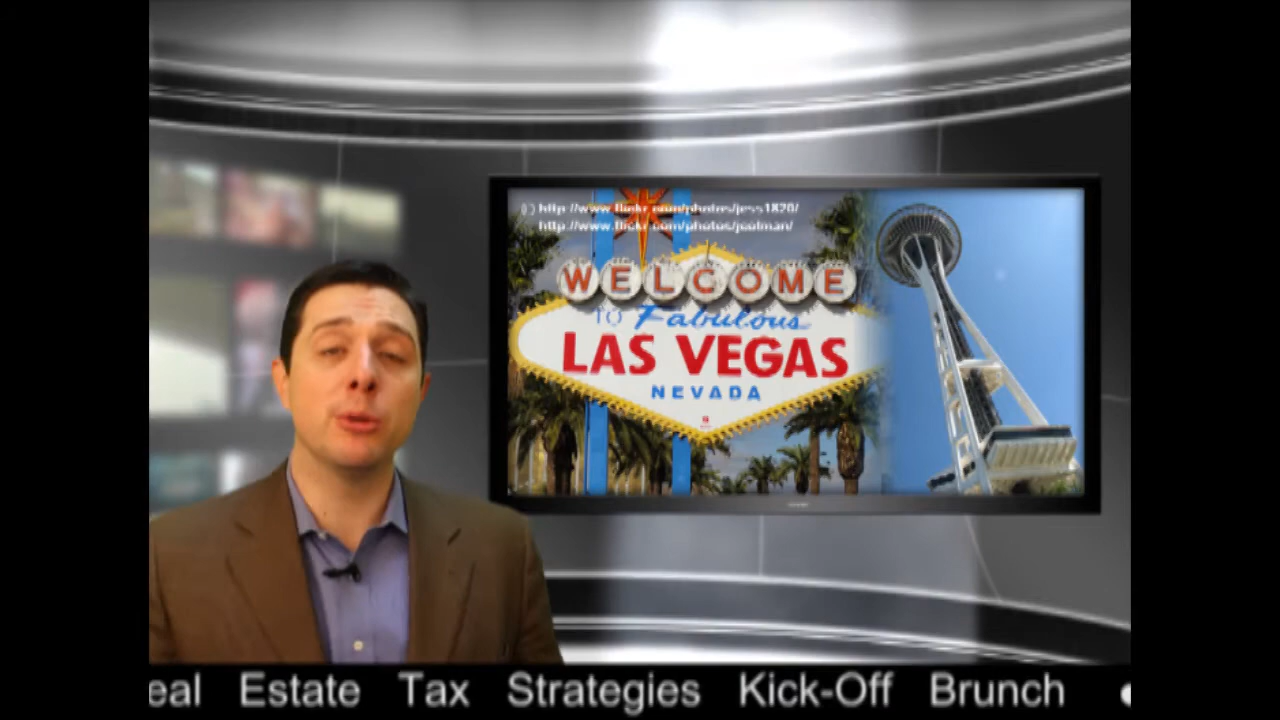 http://www.flickr.com/photos/jess1820/
http://www.flickr.com/photos/jcolman/
WELCOME
TO Fabulous
LAS VEGAS
NEVADA
eal Estate Tax Strategies Kick-Off Brunch